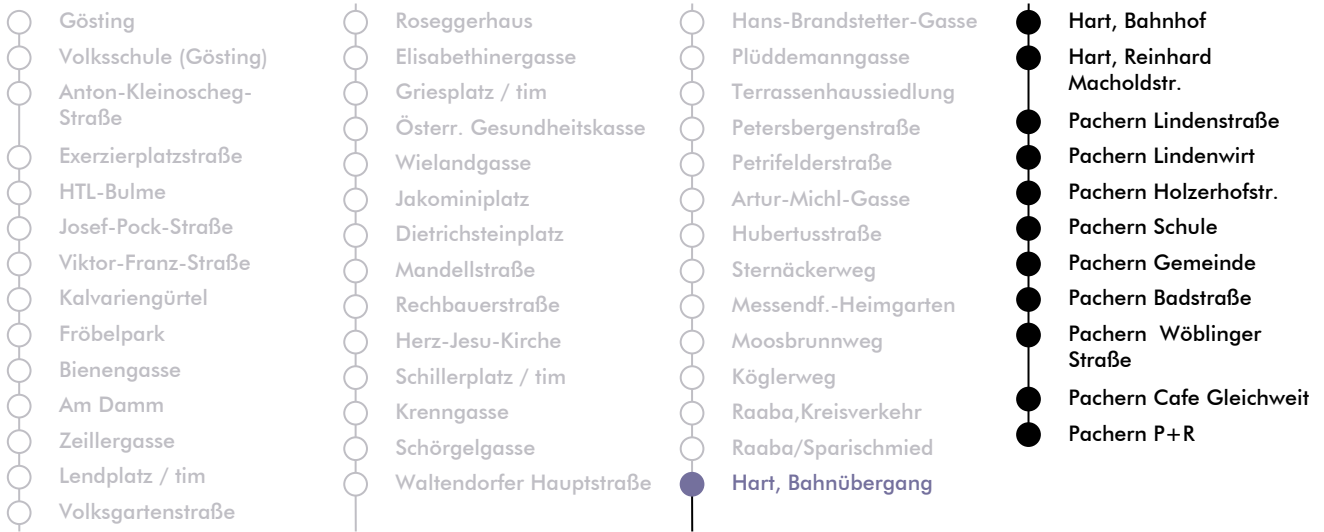 Gösting
Volksschule (Gösting)
Anton-Kleinoscheg-
Straße
Exerzierplatzstraße
HTL-Bulme
Josef-Pock-Straße
Viktor-Franz-Straße
Kalvariengürtel
Fröbelpark
Bienengasse
Am Damm
Zeillergasse
Lendplatz / tim
Volksgartenstraße
Roseggerhaus
Elisabethinergasse
Griesplatz / tim
Österr. Gesundheitskasse
Wielandgasse
Jakominiplatz
Dietrichsteinplatz
Mandellstraße
Rechbauerstraße
Herz-Jesu-Kirche
Schillerplatz / tim
Krenngasse
Schörgelgasse
Waltendorfer Hauptstraße
Hans-Brandstetter-Gasse
Plüddemanngasse
Terrassenhaussiedlung
Petersbergenstraße
Petrifelderstraße
Artur-Michl-Gasse
Hubertusstraße
Sternäckerweg
Messendf.-Heimgarten
Moosbrunnweg
Köglerweg
Raaba,Kreisverkehr
Raaba/Sparischmied
Hart, Bahnübergang
Hart, Bahnhof
Hart, Reinhard
Macholdstr.
Pachern Lindenstraße
Pachern Lindenwirt
Pachern Holzerhofstr.
Pachern Schule
Pachern Gemeinde
Pachern Badstraße
Pachern  Wöblinger
Straße
Pachern Cafe Gleichweit
Pachern P+R